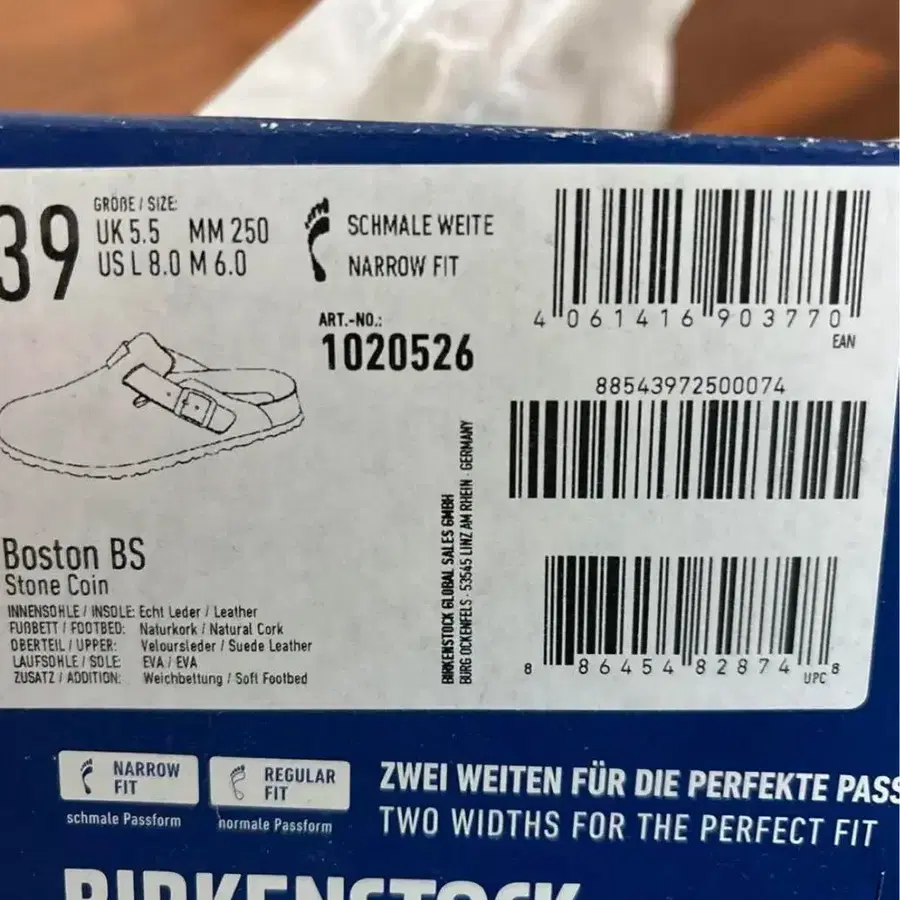 39
GRÖßE / SIZE:
UK 5.5 MM 250
US L 8.0 M 6.0
SCHMALE WEITE
NARROW FIT
ART.-NO.:
1020526
4 061416 903770
EAN
88543972500074
BIRKENSTOCK GLOBAL SALES GMBH
BURG OCKENFELS · 53545 LINZ AM RHEIN · GERMANY
Boston BS
Stone Coin
INNENSOHLE / INSOLE: Echt Leder / Leather
FUßBETT / FOOTBED: Naturkork / Natural Cork
OBERTEIL / UPPER: Veloursleder / Suede Leather
LAUFSOHLE / SOLE: EVA / EVA
ZUSATZ / ADDITION: Weichbettung / Soft Footbed
8 86454 82874 8
UPC
NARROW
FIT
schmale Passform
REGULAR
FIT
normale Passform
ZWEI WEITEN FÜR DIE PERFEKTE PASS
TWO WIDTHS FOR THE PERFECT FIT
BIRKENSTOCK